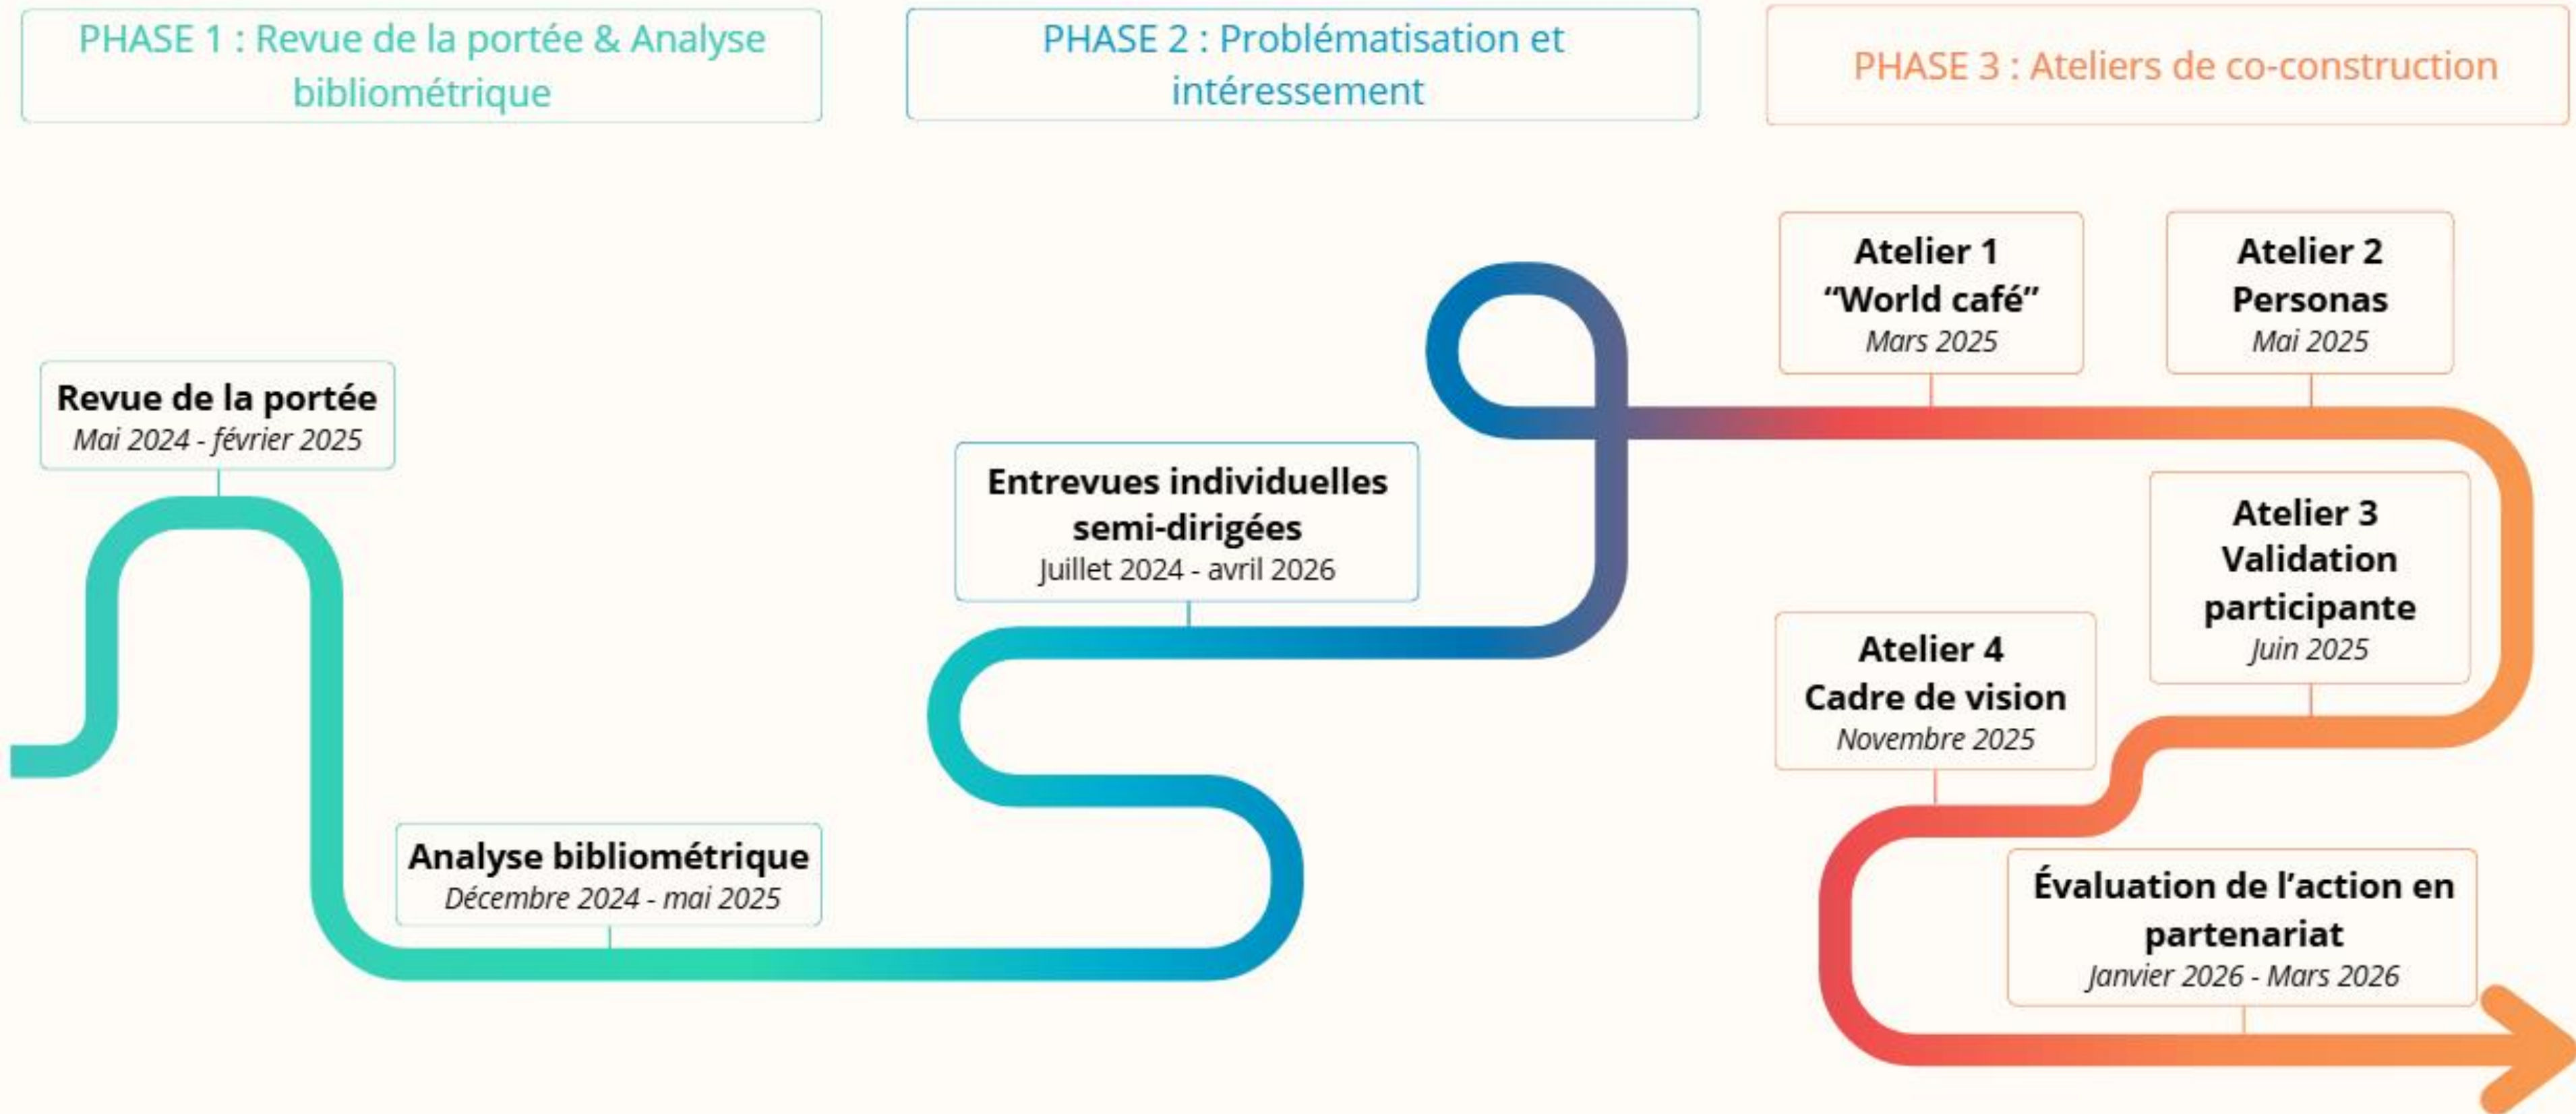 PHASE 1 : Revue de la portée & Analyse
bibliométrique
PHASE 2 : Problématisation et
intéressement
PHASE 3 : Ateliers de co-construction
Revue de la portée
Mai 2024 - février 2025
Analyse bibliométrique
Décembre 2024 - mai 2025
Entrevues individuelles
semi-dirigées
Juillet 2024 - avril 2026
Atelier 1
“World café”
Mars 2025
Atelier 2
Personas
Mai 2025
Atelier 3
Validation
participante
Juin 2025
Atelier 4
Cadre de vision
Novembre 2025
Évaluation de l’action en
partenariat
Janvier 2026 - Mars 2026